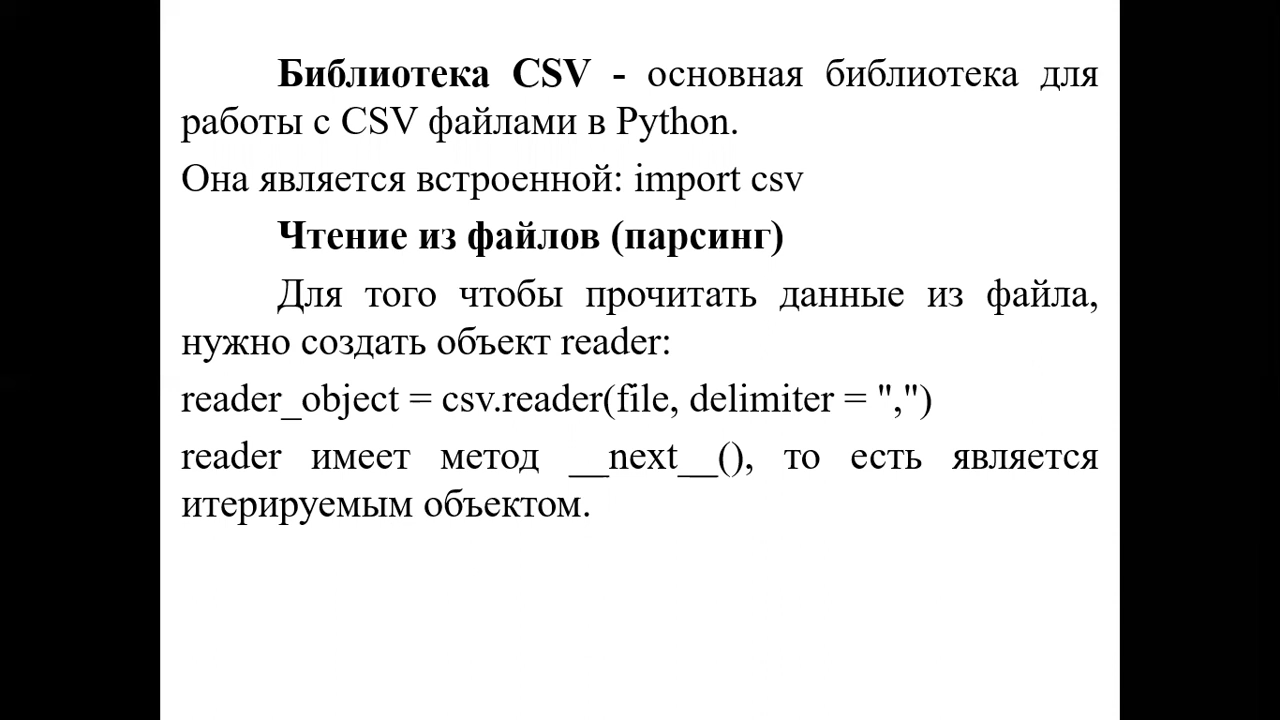 Библиотека CSV - основная библиотека для
работы с CSV файлами в Python.
Она является встроенной: import csv
Чтение из файлов (парсинг)
Для того чтобы прочитать данные из файла,
нужно создать объект reader:
reader_object = csv.reader(file, delimiter = ",")
reader имеет метод __next__(), то есть является
итерируемым объектом.